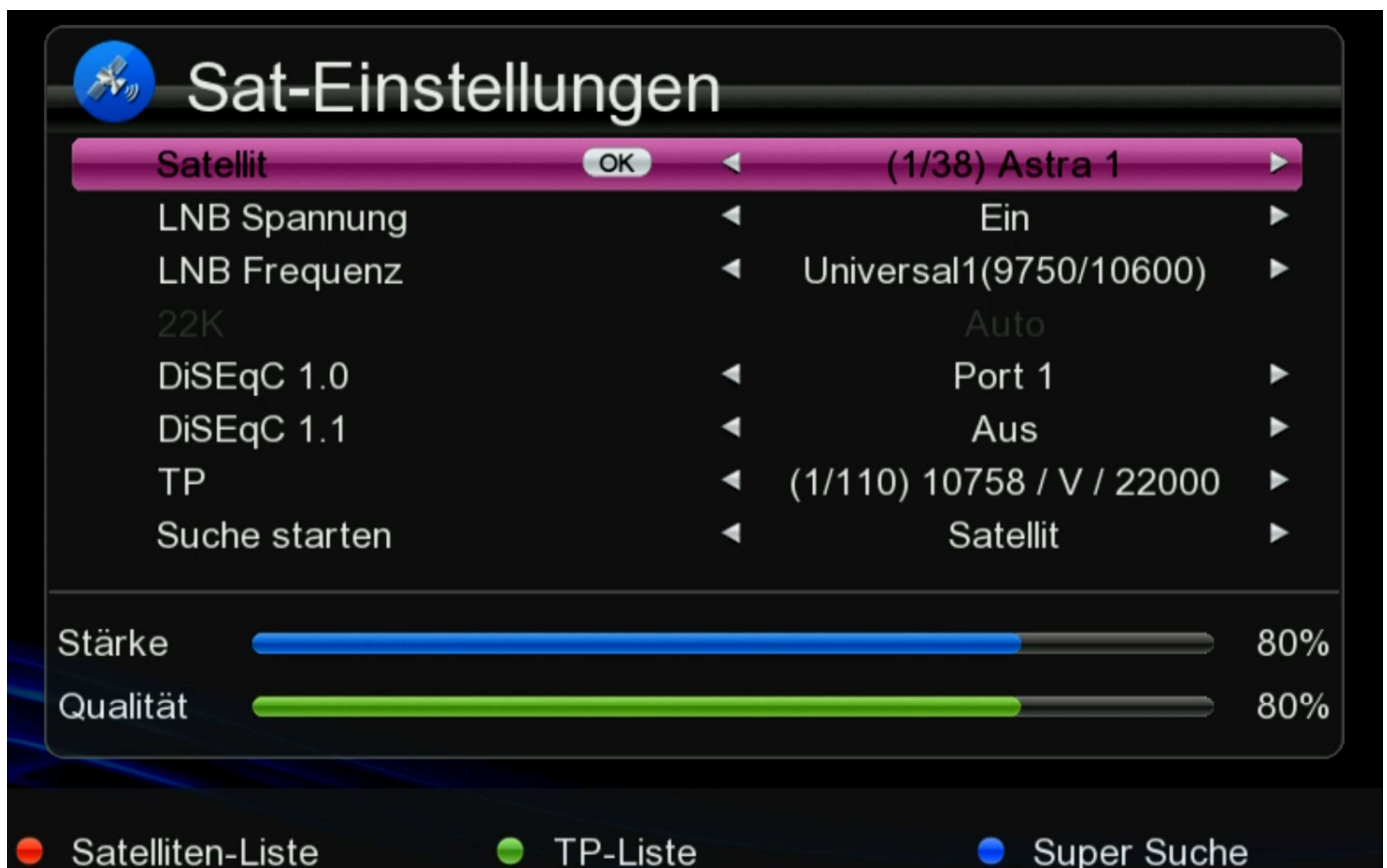 Sat-Einstellungen
Satellit OK (1/38) Astra 1
LNB Spannung Ein
LNB Frequenz Universal1(9750/10600)
22K Auto
DiSEqC 1.0 Port 1
DiSEqC 1.1 Aus
TP (1/110) 10758 / V / 22000
Suche starten Satellit
Stärke 80%
Qualität 80%
Satelliten-Liste TP-Liste Super Suche